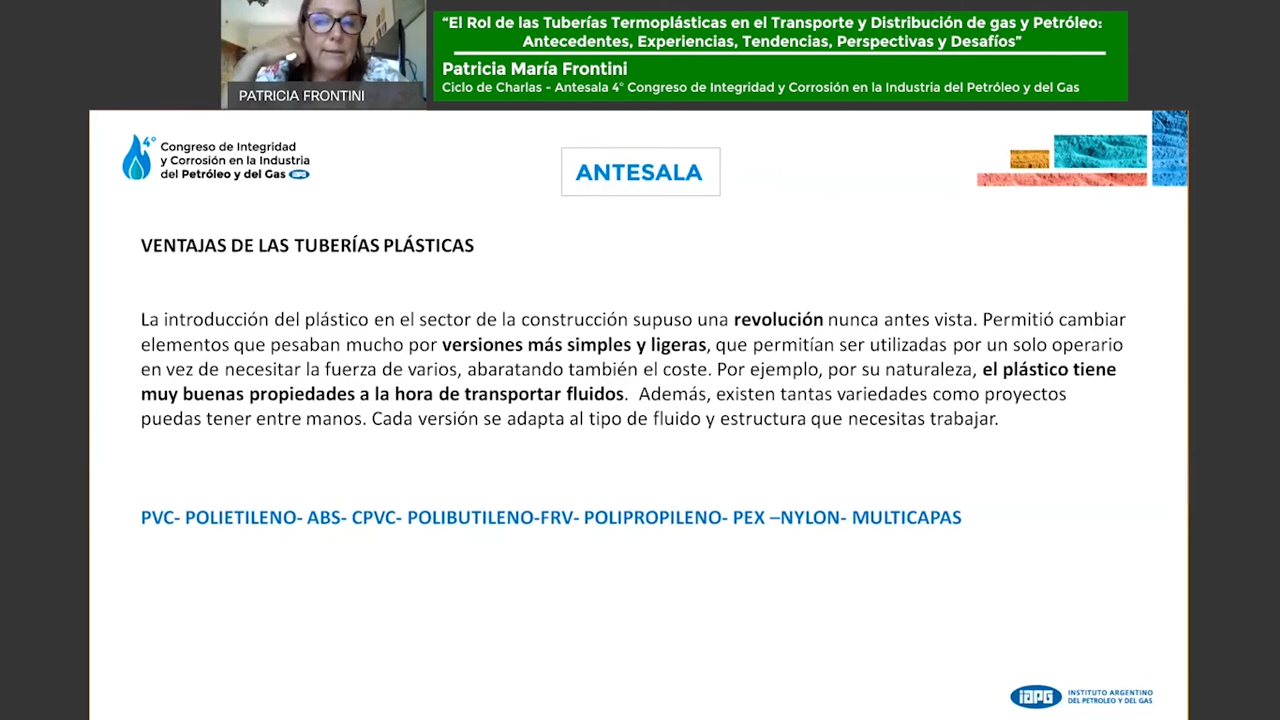 “El Rol de las Tuberías Termoplásticas en el Transporte y Distribución de gas y Petróleo:
Antecedentes, Experiencias, Tendencias, Perspectivas y Desafíos”
Patricia María Frontini
Ciclo de Charlas - Antesala 4° Congreso de Integridad y Corrosión en la Industria del Petróleo y del Gas
PATRICIA FRONTINI
4°
Congreso de Integridad
y Corrosión en la Industria
del Petróleo y del Gas iapg
ANTESALA
VENTAJAS DE LAS TUBERÍAS PLÁSTICAS
La introducción del plástico en el sector de la construcción supuso una revolución nunca antes vista. Permitió cambiar
elementos que pesaban mucho por versiones más simples y ligeras, que permitían ser utilizadas por un solo operario
en vez de necesitar la fuerza de varios, abaratando también el coste. Por ejemplo, por su naturaleza, el plástico tiene
muy buenas propiedades a la hora de transportar fluidos. Además, existen tantas variedades como proyectos
puedas tener entre manos. Cada versión se adapta al tipo de fluido y estructura que necesitas trabajar.
PVC- POLIETILENO- ABS- CPVC- POLIBUTILENO-FRV- POLIPROPILENO- PEX –NYLON- MULTICAPAS
iapg
INSTITUTO ARGENTINO
DEL PETROLEO Y DEL GAS